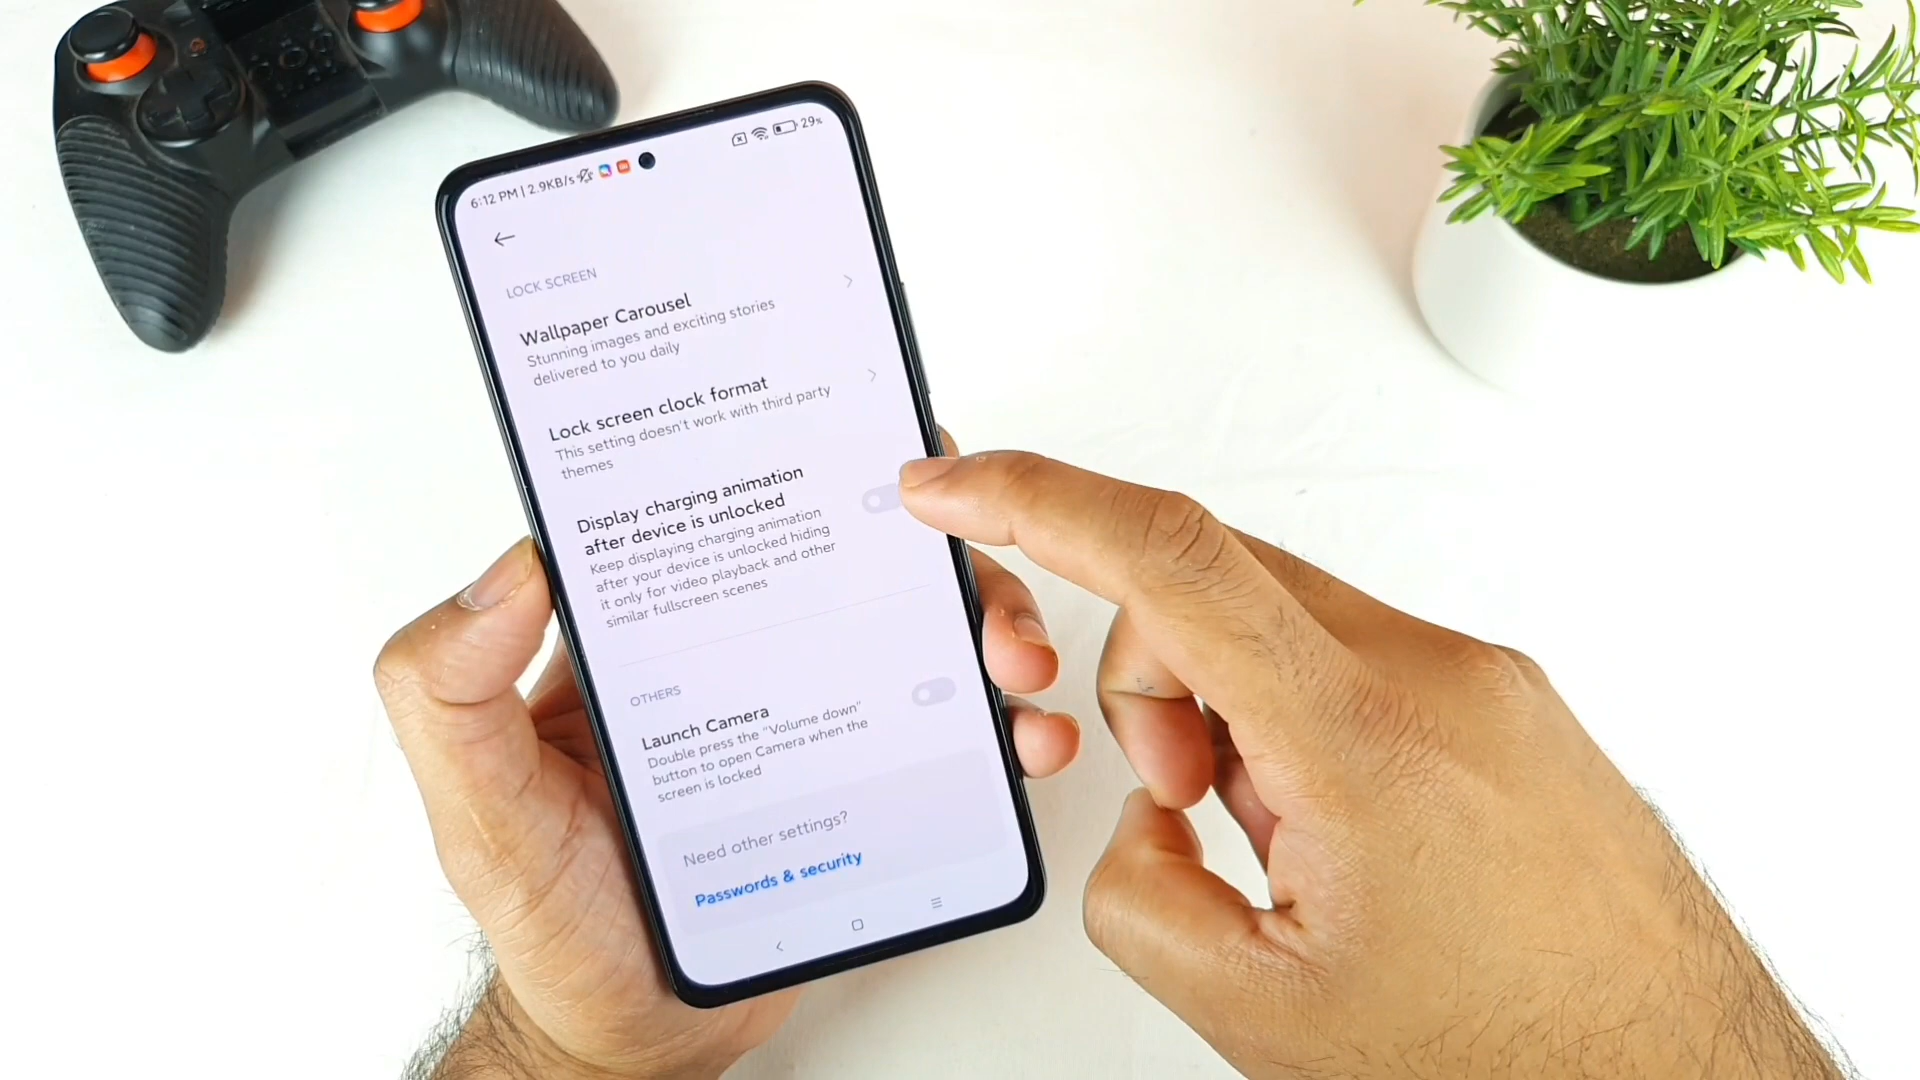 6:12 PM | 2.9KB/s
29%
LOCK SCREEN
Wallpaper Carousel
Stunning images and exciting stories
delivered to you daily
Lock screen clock format
This setting doesn't work with third party
themes
Display charging animation
after device is unlocked
Keep displaying charging animation
after your device is unlocked hiding
it only for video playback and other
similar fullscreen scenes
OTHERS
Launch Camera
Double press the "Volume down"
button to open Camera when the
screen is locked
Need other settings?
Passwords & security